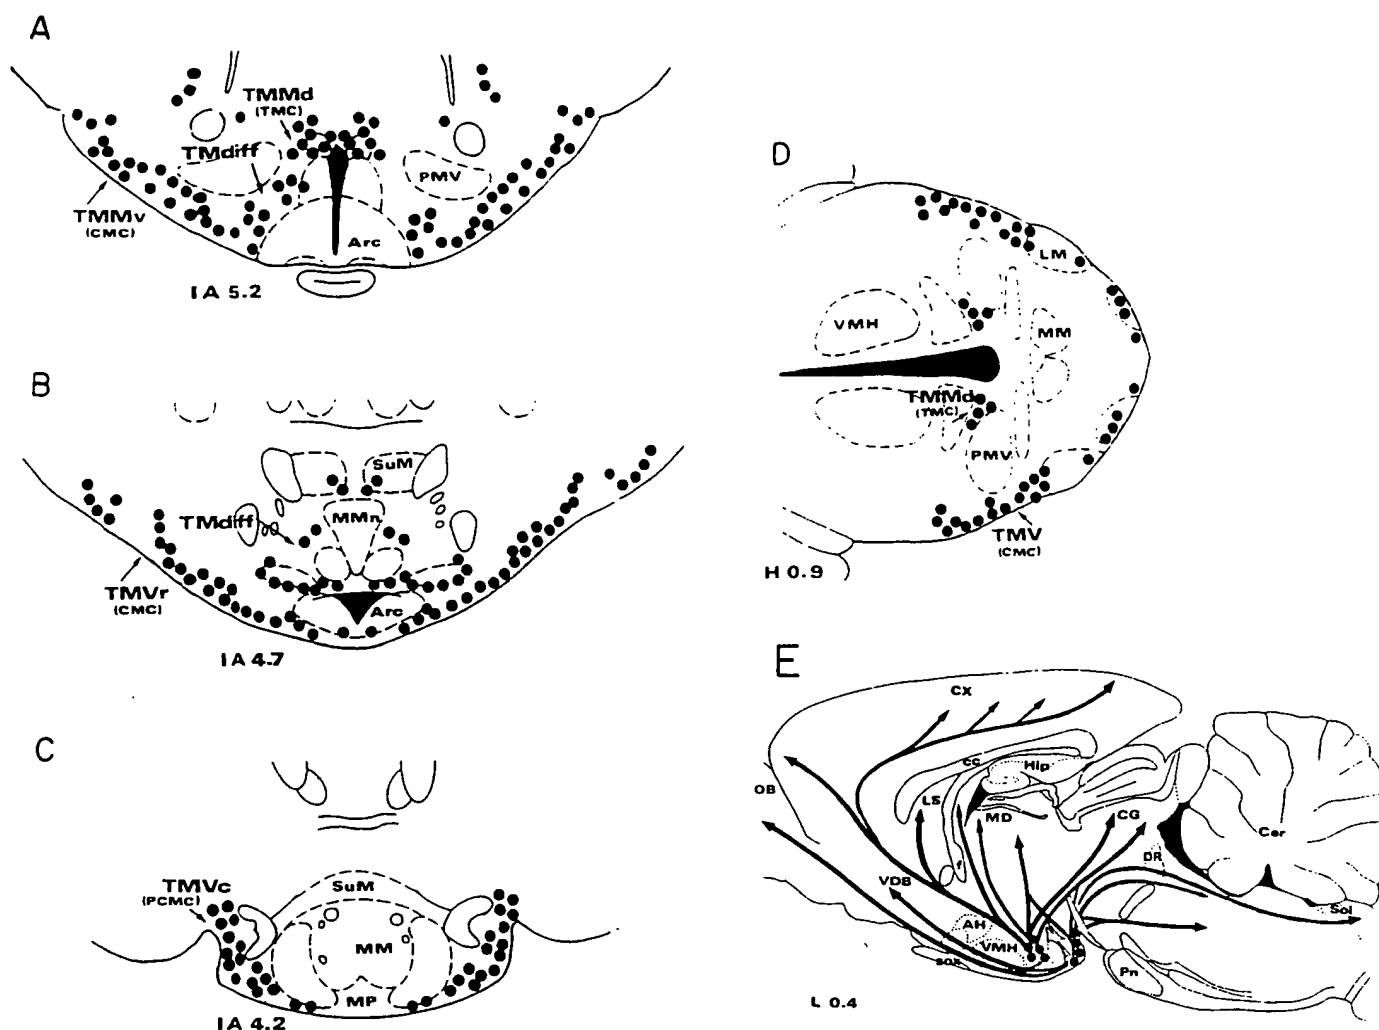 A
TMMd
(TMC)
TMdiff
PMV
TMMv
(CMC)
Arc
IA 5.2
B
SuM
TMdiff
MMn
TMVr
(CMC)
Arc
IA 4.7
C
TMVc
(PCMC)
SuM
MM
MP
IA 4.2
D
LM
VMH
MM
TMMd
(TMC)
PMV
TMV
(CMC)
H 0.9
E
CX
OB
cc
Hip
LS
MD
CG
Cer
DR
VDB
Sol
AH
VMH
sox
Pn
L 0.4